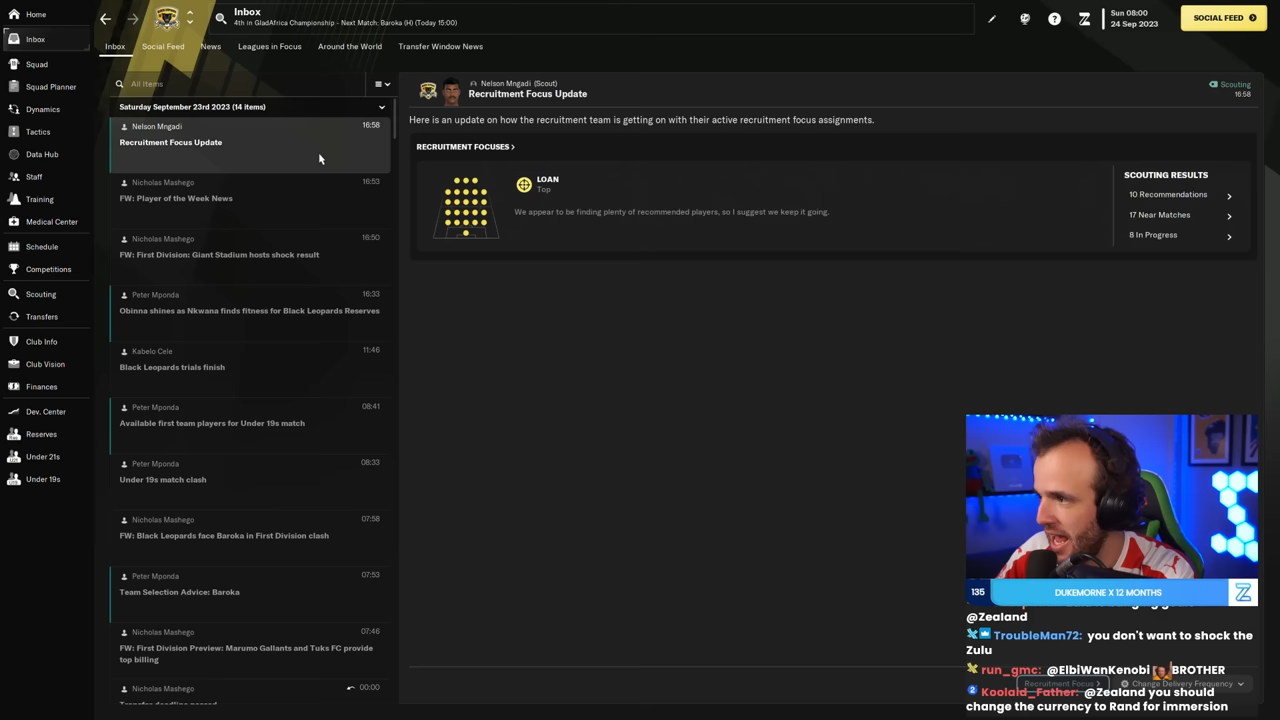 Home
Inbox
Squad
Squad Planner
Dynamics
Tactics
Data Hub
Staff
Training
Medical Center
Schedule
Competitions
Scouting
Transfers
Club Info
Club Vision
Finances
Dev. Center
Reserves
Under 21s
Under 19s
Inbox
4th in GladAfrica Championship - Next Match: Baroka (H) (Today 15:00)
Sun 08:00
24 Sep 2023
SOCIAL FEED
Inbox
Social Feed
News
Leagues in Focus
Around the World
Transfer Window News
All Items
Saturday September 23rd 2023 (14 items)
Nelson Mngadi 16:58
Recruitment Focus Update
Nicholas Mashego 16:53
FW: Player of the Week News
Nicholas Mashego 16:50
FW: First Division: Giant Stadium hosts shock result
Peter Mponda 16:33
Obinna shines as Nkwana finds fitness for Black Leopards Reserves
Kabelo Cele 11:46
Black Leopards trials finish
Peter Mponda 08:41
Available first team players for Under 19s match
Peter Mponda 08:33
Under 19s match clash
Nicholas Mashego 07:58
FW: Black Leopards face Baroka in First Division clash
Peter Mponda 07:53
Team Selection Advice: Baroka
Nicholas Mashego 07:46
FW: First Division Preview: Marumo Gallants and Tuks FC provide
top billing
Nicholas Mashego 00:00
Transfer deadline passed
Nelson Mngadi (Scout)
Recruitment Focus Update
Scouting
16:58
Here is an update on how the recruitment team is getting on with their active recruitment focus assignments.
RECRUITMENT FOCUSES >
LOAN
Top
We appear to be finding plenty of recommended players, so I suggest we keep it going.
SCOUTING RESULTS
10 Recommendations
17 Near Matches
8 In Progress
135 DUKEMORNE X 12 MONTHS
@Zealand
TroubleMan72: you don't want to shock the
Zulu
run_gmc: @ElbiWanKenobi BROTHER
Recruitment Focus >
Change Delivery Frequency
Koolaid_Father: @Zealand you should
change the currency to Rand for immersion